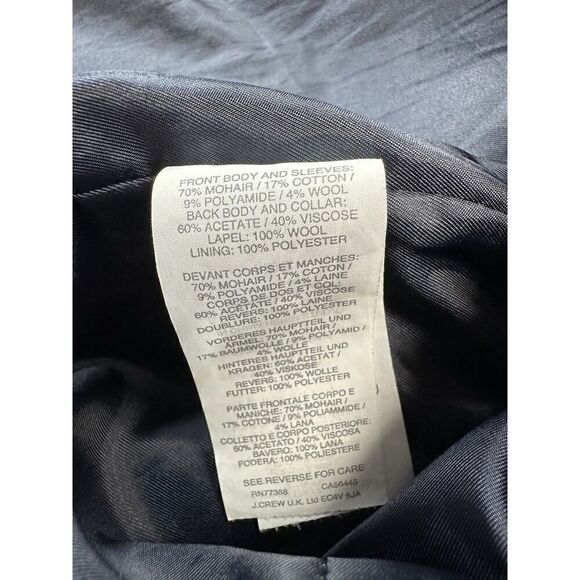 FRONT BODY AND SLEEVES:
70% MOHAIR / 17% COTTON /
9% POLYAMIDE / 4% WOOL
BACK BODY AND COLLAR:
60% ACETATE / 40% VISCOSE
LAPEL: 100% WOOL
LINING: 100% POLYESTER
DEVANT CORPS ET MANCHES:
70% MOHAIR / 17% COTON /
9% POLYAMIDE / 4% LAINE
CORPS DE DOS ET COL:
60% ACETATE / 40% VISCOSE
REVERS: 100% LAINE
DOUBLURE: 100% POLYESTER
VORDERES HAUPTTEIL UND
ÄRMEL: 70% MOHAIR /
17% BAUMWOLLE / 9% POLYAMID /
4% WOLLE
HINTERES HAUPTTEIL UND
KRAGEN: 60% ACETAT /
40% VISKOSE
REVERS: 100% WOLLE
FUTTER: 100% POLYESTER
PARTE FRONTALE CORPO E
MANICHE: 70% MOHAIR /
17% COTONE / 9% POLIAMMIDE /
4% LANA
COLLETTO E CORPO POSTERIORE:
60% ACETATO / 40% VISCOSA
BAVERO: 100% LANA
FODERA: 100% POLIESTERE
SEE REVERSE FOR CARE
RN77388 CA56445
J.CREW U.K. Ltd EC4V 6JA